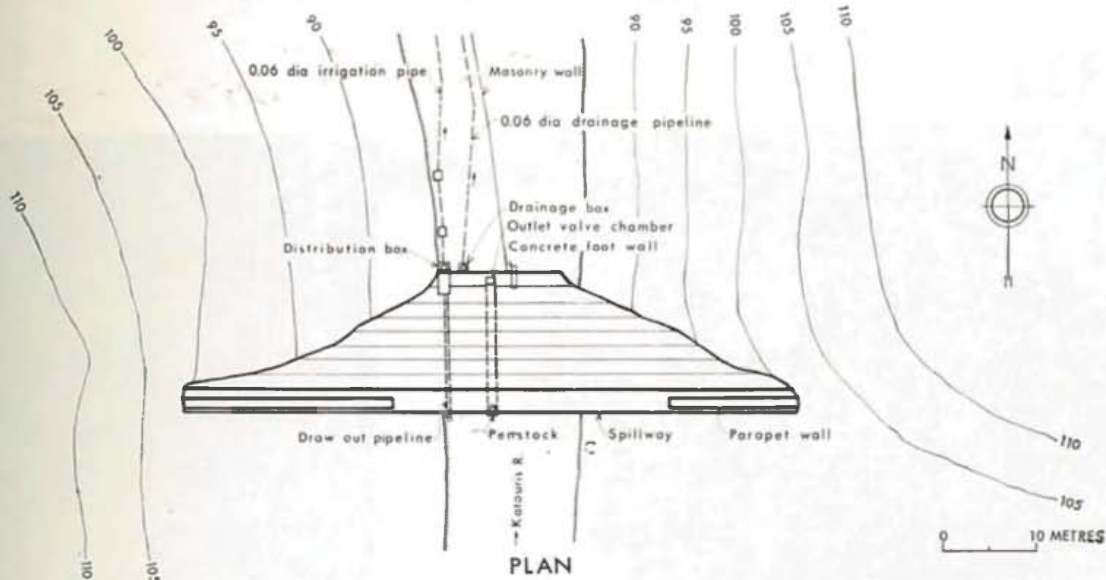 100
95
90
90
95
100
105
110
0.06 dia irrigation pipe
Masonry wall
0.06 dia drainage pipeline
105
N
110
Drainage box
Outlet valve chamber
Distribution box
Concrete foot wall
Draw out pipeline
Penstock
Spillway
Parapet wall
110
→ Katouris R.
105
0 10 METRES
PLAN
110
105